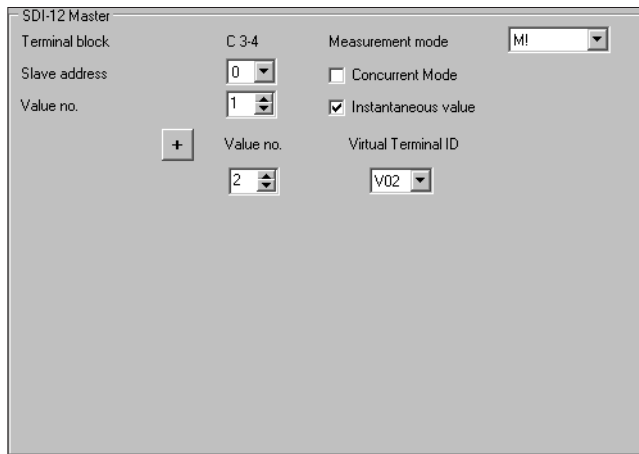 SDI-12 Master
Terminal block C 3-4 Measurement mode M!
Slave address 0 Concurrent Mode
Value no. 1 Instantaneous value
+ Value no. Virtual Terminal ID
2 V02